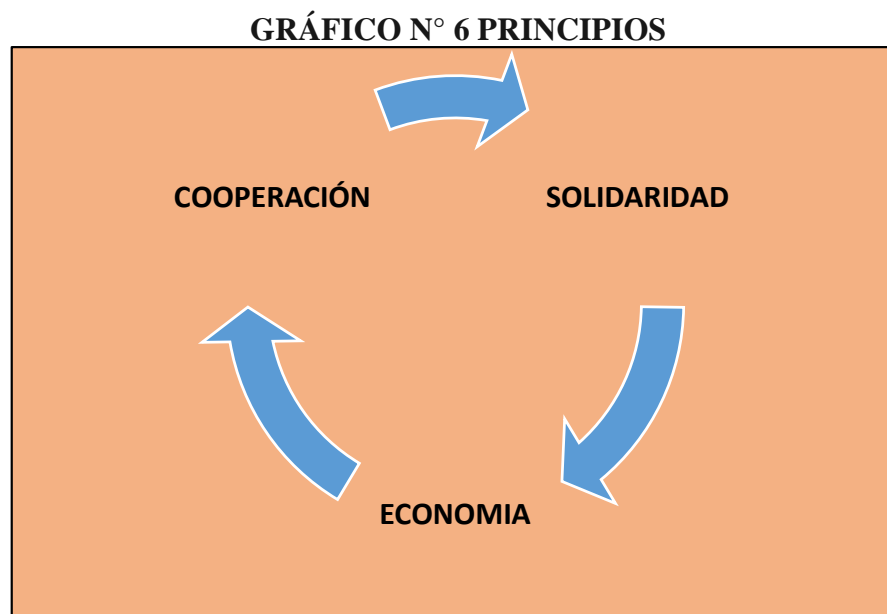 GRÁFICO N° 6 PRINCIPIOS
COOPERACIÓN
SOLIDARIDAD
ECONOMIA